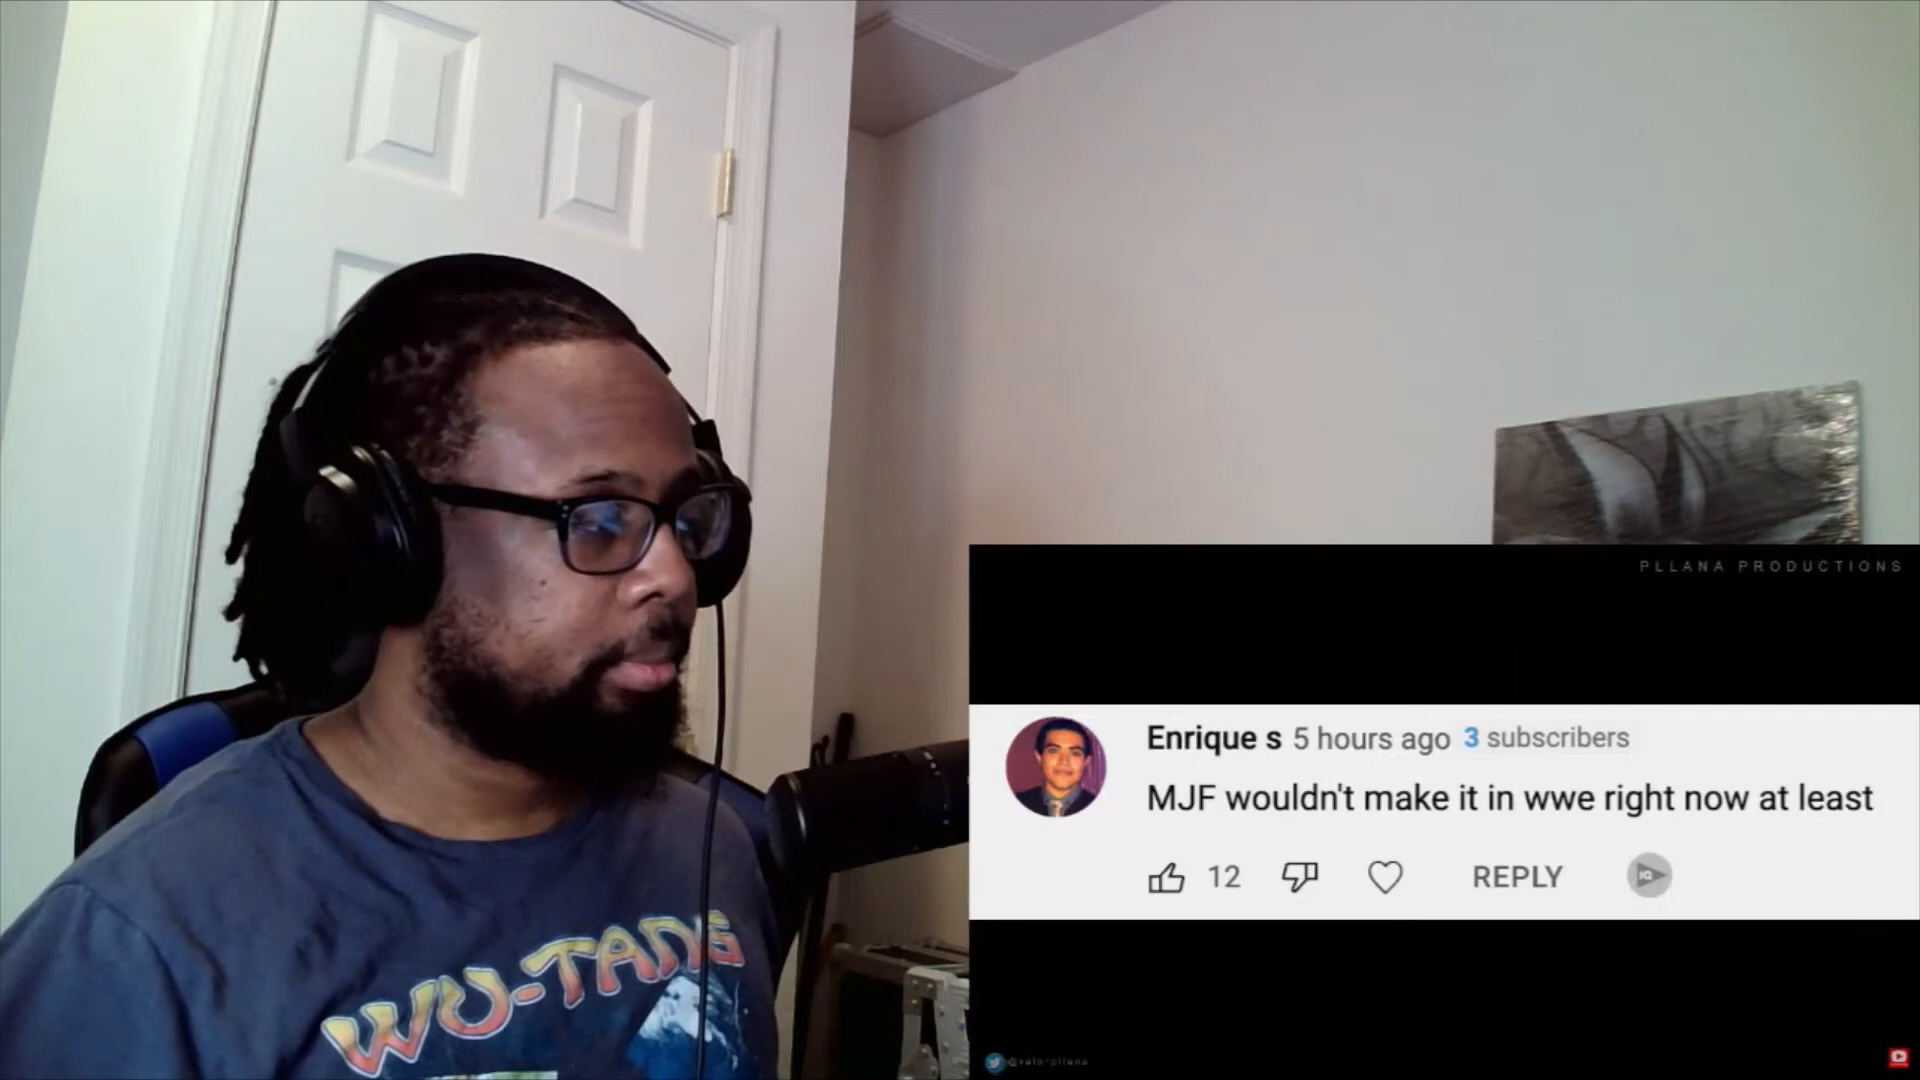 PLLANA PRODUCTIONS
Enrique s 5 hours ago 3 subscribers
MJF wouldn't make it in wwe right now at least
12 REPLY
IQ
WU-TANG